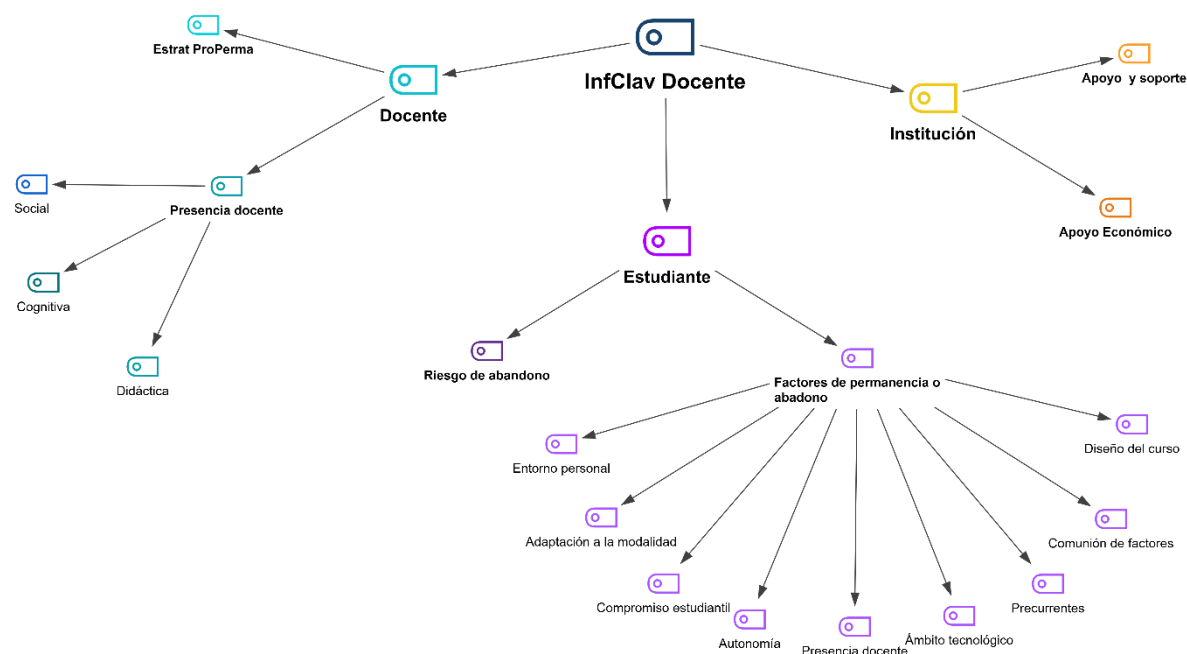 Estrat ProPerma
InfClav Docente
Apoyo y soporte
Docente
Institución
Social
Presencia docente
Apoyo Económico
Cognitiva
Estudiante
Didáctica
Riesgo de abandono
Factores de permanencia o
abadono
Entorno personal
Diseño del curso
Adaptación a la modalidad
Comunión de factores
Compromiso estudiantil
Precurrentes
Autonomía
Presencia docente
Ámbito tecnológico